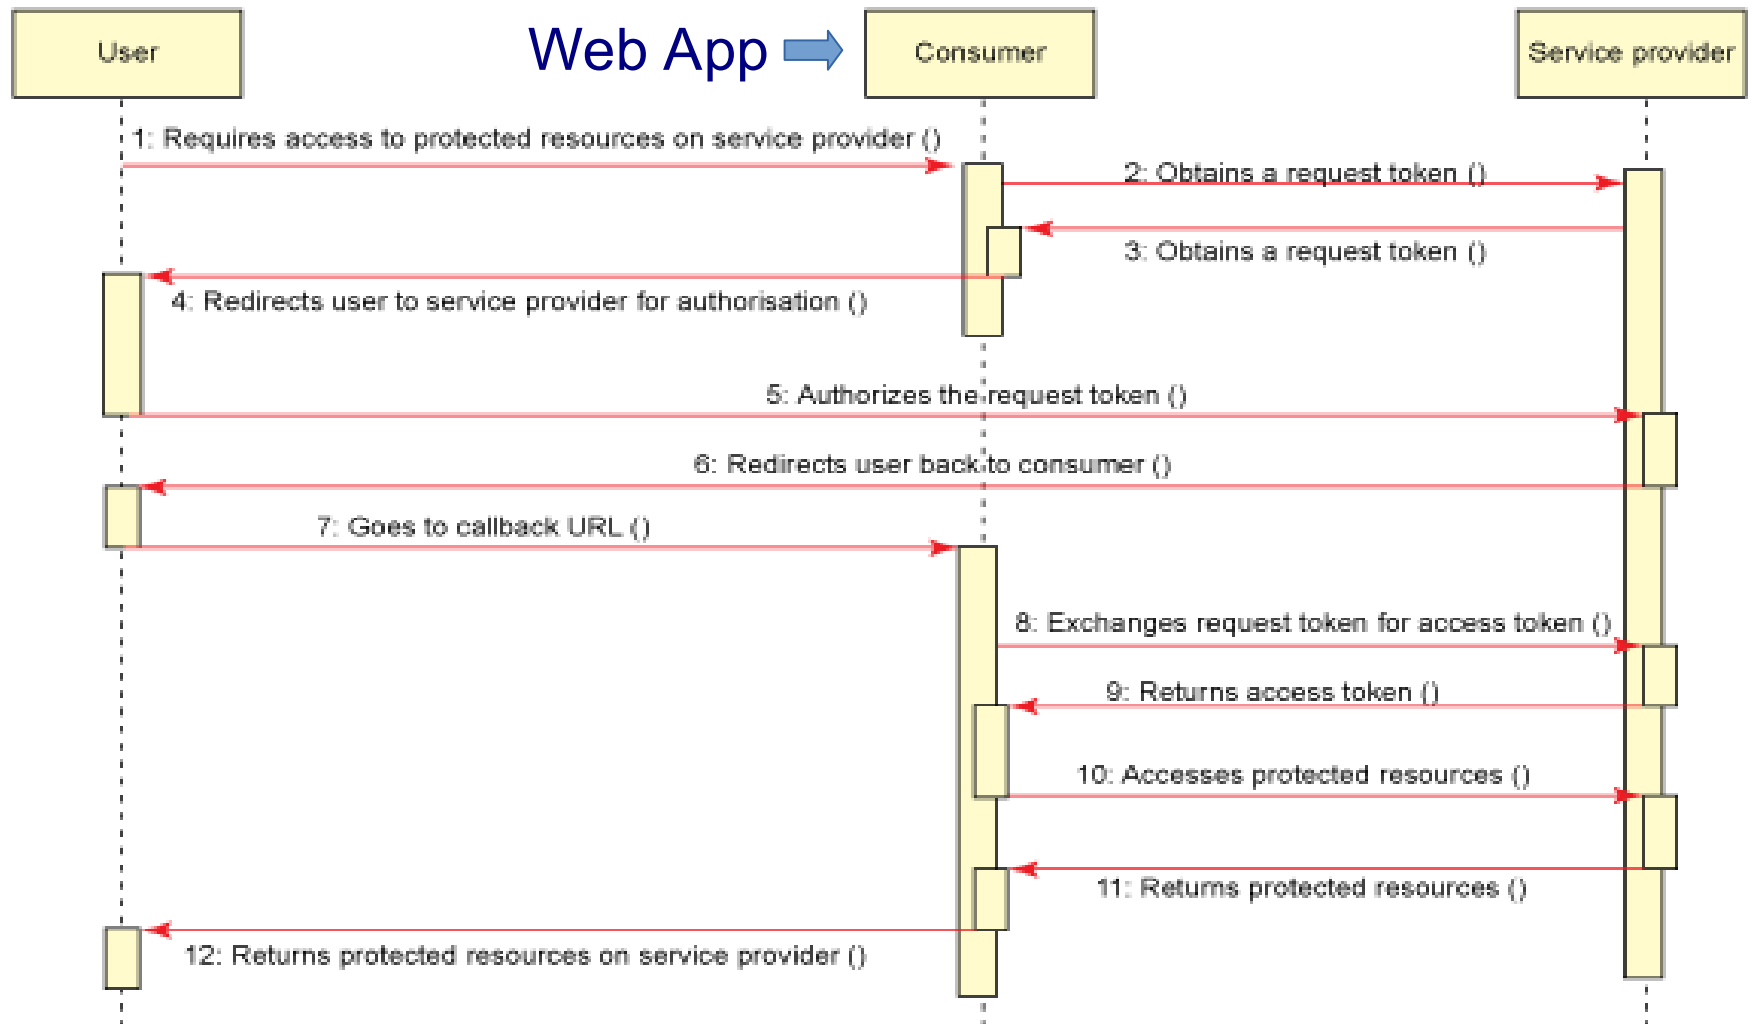 User
Web App
Consumer
Service provider
1: Requires access to protected resources on service provider ()
2: Obtains a request token ()
3: Obtains a request token ()
4: Redirects user to service provider for authorisation ()
5: Authorizes the request token ()
6: Redirects user back to consumer ()
7: Goes to callback URL ()
8: Exchanges request token for access token ()
9: Returns access token ()
10: Accesses protected resources ()
11: Returns protected resources ()
12: Returns protected resources on service provider ()